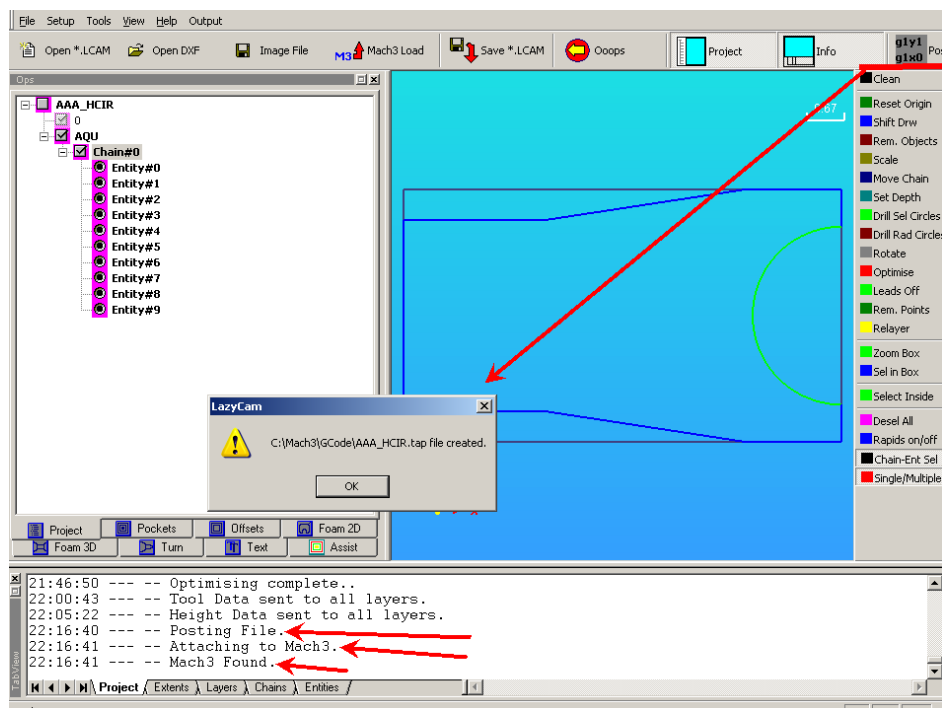 File Setup Tools View Help Output
Open *.LCAM Open DXF Image File M3 Mach3 Load Save *.LCAM Ooops Project Info g1y1 g1x0 Pos
Ops
AAA_HCIR
0
AQU
Chain#0
Entity#0
Entity#1
Entity#2
Entity#3
Entity#4
Entity#5
Entity#6
Entity#7
Entity#8
Entity#9
Clean
Reset Origin
Shift Drw
Rem. Objects
Scale
Move Chain
Set Depth
Drill Sel Circles
Drill Rad Circles
Rotate
Optimise
Leads Off
Rem. Points
Relayer
Zoom Box
Sel in Box
Select Inside
Desel All
Rapids on/off
Chain-Ent Sel
Single/Multiple
LazyCam
C:\Mach3\GCode\AAA_HCIR.tap file created.
OK
Project Pockets Offsets Foam 2D
Foam 3D Turn Text Assist
21:46:50 --- -- Optimising complete..
22:00:43 --- -- Tool Data sent to all layers.
22:05:22 --- -- Height Data sent to all layers.
22:16:40 --- -- Posting File.
22:16:41 --- -- Attaching to Mach3.
22:16:41 --- -- Mach3 Found.
TabView
Project Extents Layers Chains Entities